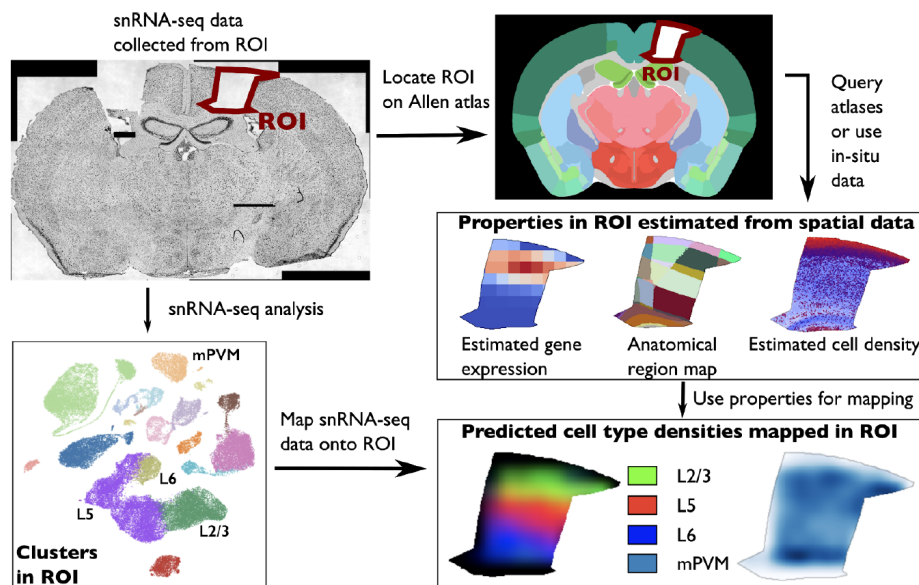 snRNA-seq data
collected from ROI
ROI
Locate ROI
on Allen atlas
ROI
Query
atlases
or use
in-situ
data
Properties in ROI estimated from spatial data
Estimated gene
expression
Anatomical
region map
Estimated cell density
snRNA-seq analysis
mPVM
L6
L5
L2/3
Clusters
in ROI
Map snRNA-seq
data onto ROI
Use properties for mapping
Predicted cell type densities mapped in ROI
L2/3
L5
L6
mPVM